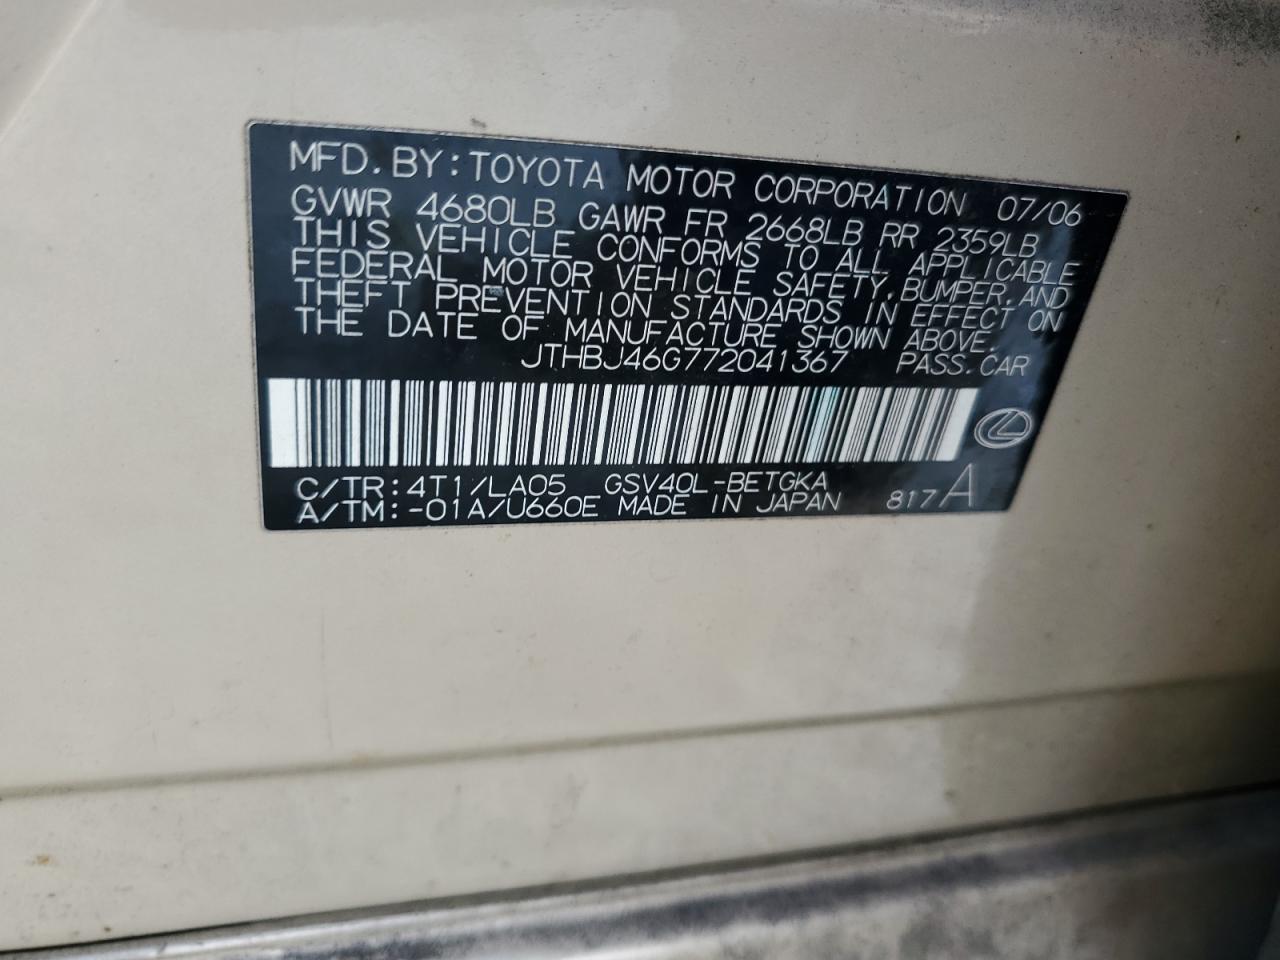 MFD. BY: TOYOTA MOTOR CORPORATION 07/06
GVWR 4680LB GAWR FR 2668LB RR 2359LB
THIS VEHICLE CONFORMS TO ALL APPLICABLE
FEDERAL MOTOR VEHICLE SAFETY, BUMPER, AND
THEFT PREVENTION STANDARDS IN EFFECT ON
THE DATE OF MANUFACTURE SHOWN ABOVE.
JTHBJ46G772041367 PASS. CAR
C/TR: 4T1/LA05 GSV40L-BETGKA
A/TM: -01A/U660E MADE IN JAPAN 817A